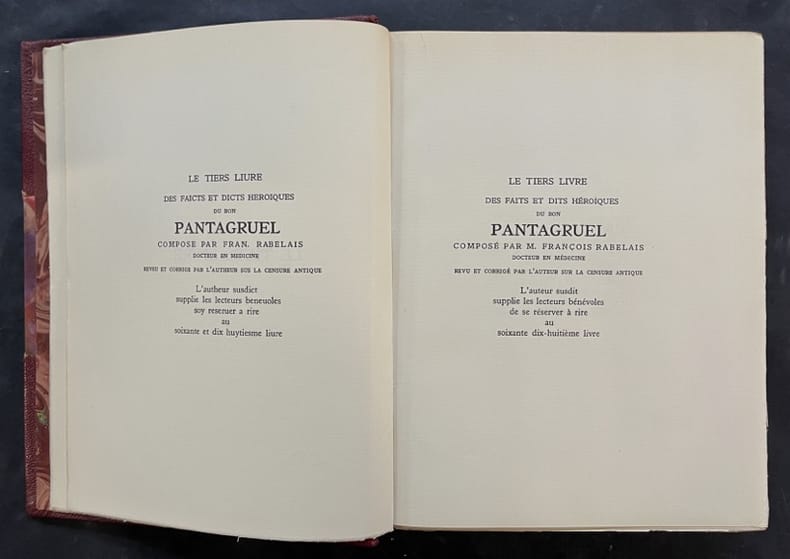 LE TIERS LIURE
DES FAICTS ET DICTS HEROIQUES
DU BON
PANTAGRUEL
COMPOSE PAR FRAN. RABELAIS
DOCTEUR EN MEDICINE
REVEU ET CORRIGE PAR L'AUTHEUR SUS LA CENSURE ANTIQUE
L'autheur susdict
supplie les lecteurs beneuoles
soy reseruer a rire
au
soixante et dix huytiesme liure
LE TIERS LIVRE
DES FAITS ET DITS HÉROÏQUES
DU BON
PANTAGRUEL
COMPOSÉ PAR M. FRANÇOIS RABELAIS
DOCTEUR EN MÉDECINE
REVU ET CORRIGÉ PAR L'AUTEUR SUR LA CENSURE ANTIQUE
L'auteur susdit
supplie les lecteurs bénévoles
de se réserver à rire
au
soixante dix-huitième livre